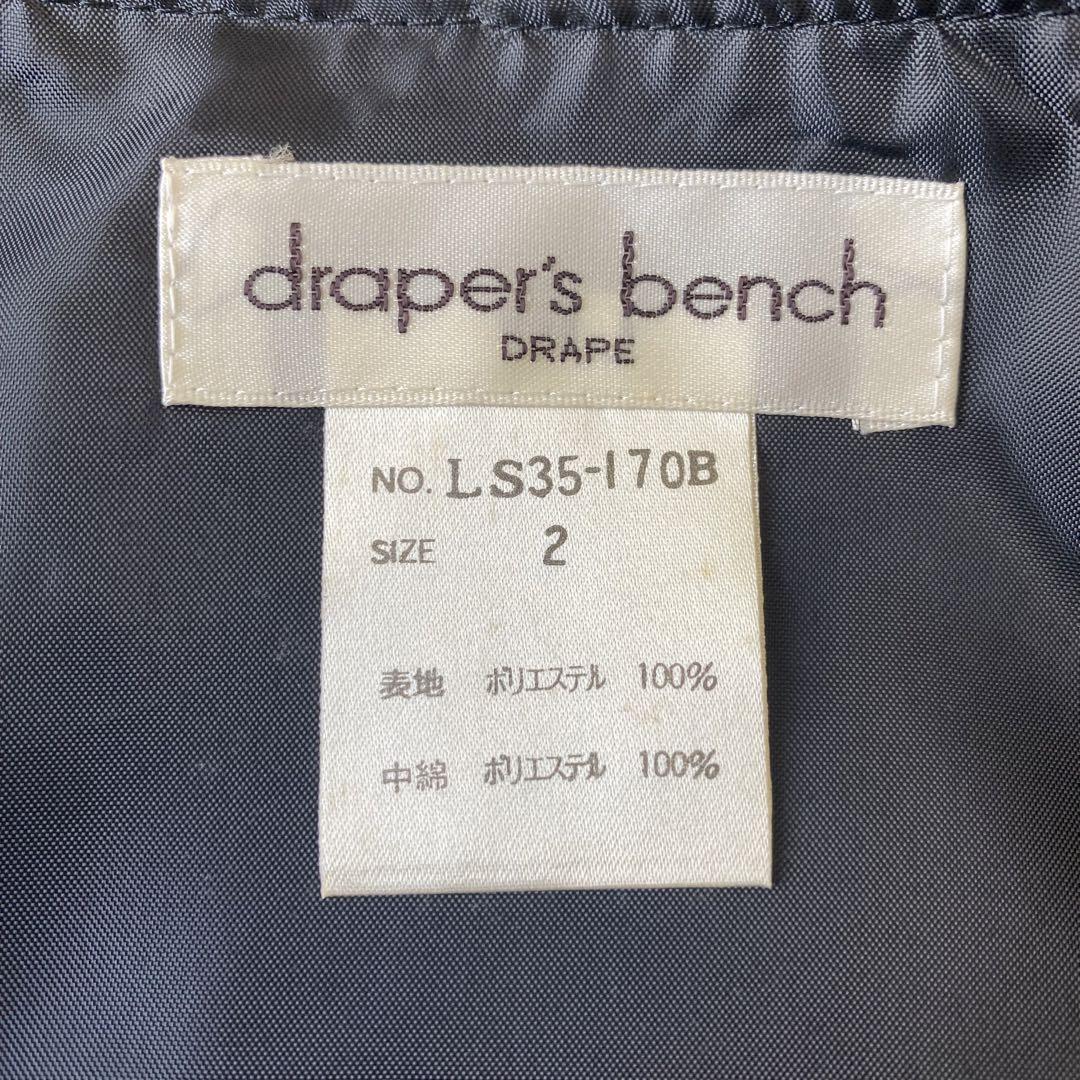 draper's bench
DRAPE
NO. LS35-170B
SIZE 2
表地 ポリエステル 100%
中綿 ポリエステル 100%